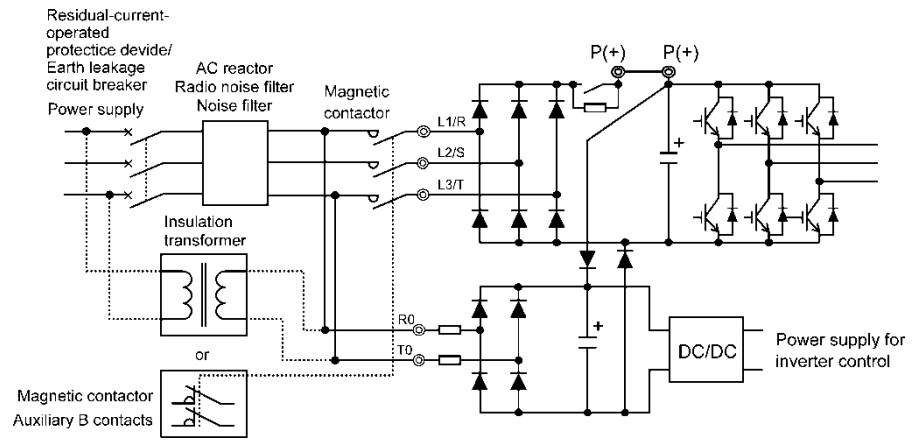 Residual-current-
operated
protectice devide/
Earth leakage
circuit breaker
Power supply
AC reactor
Radio noise filter
Noise filter
Magnetic
contactor
P(+)
P(+)
L1/R
L2/S
L3/T
+
Insulation
transformer
or
Magnetic contactor
Auxiliary B contacts
R0
T0
+
DC/DC
Power supply for
inverter control